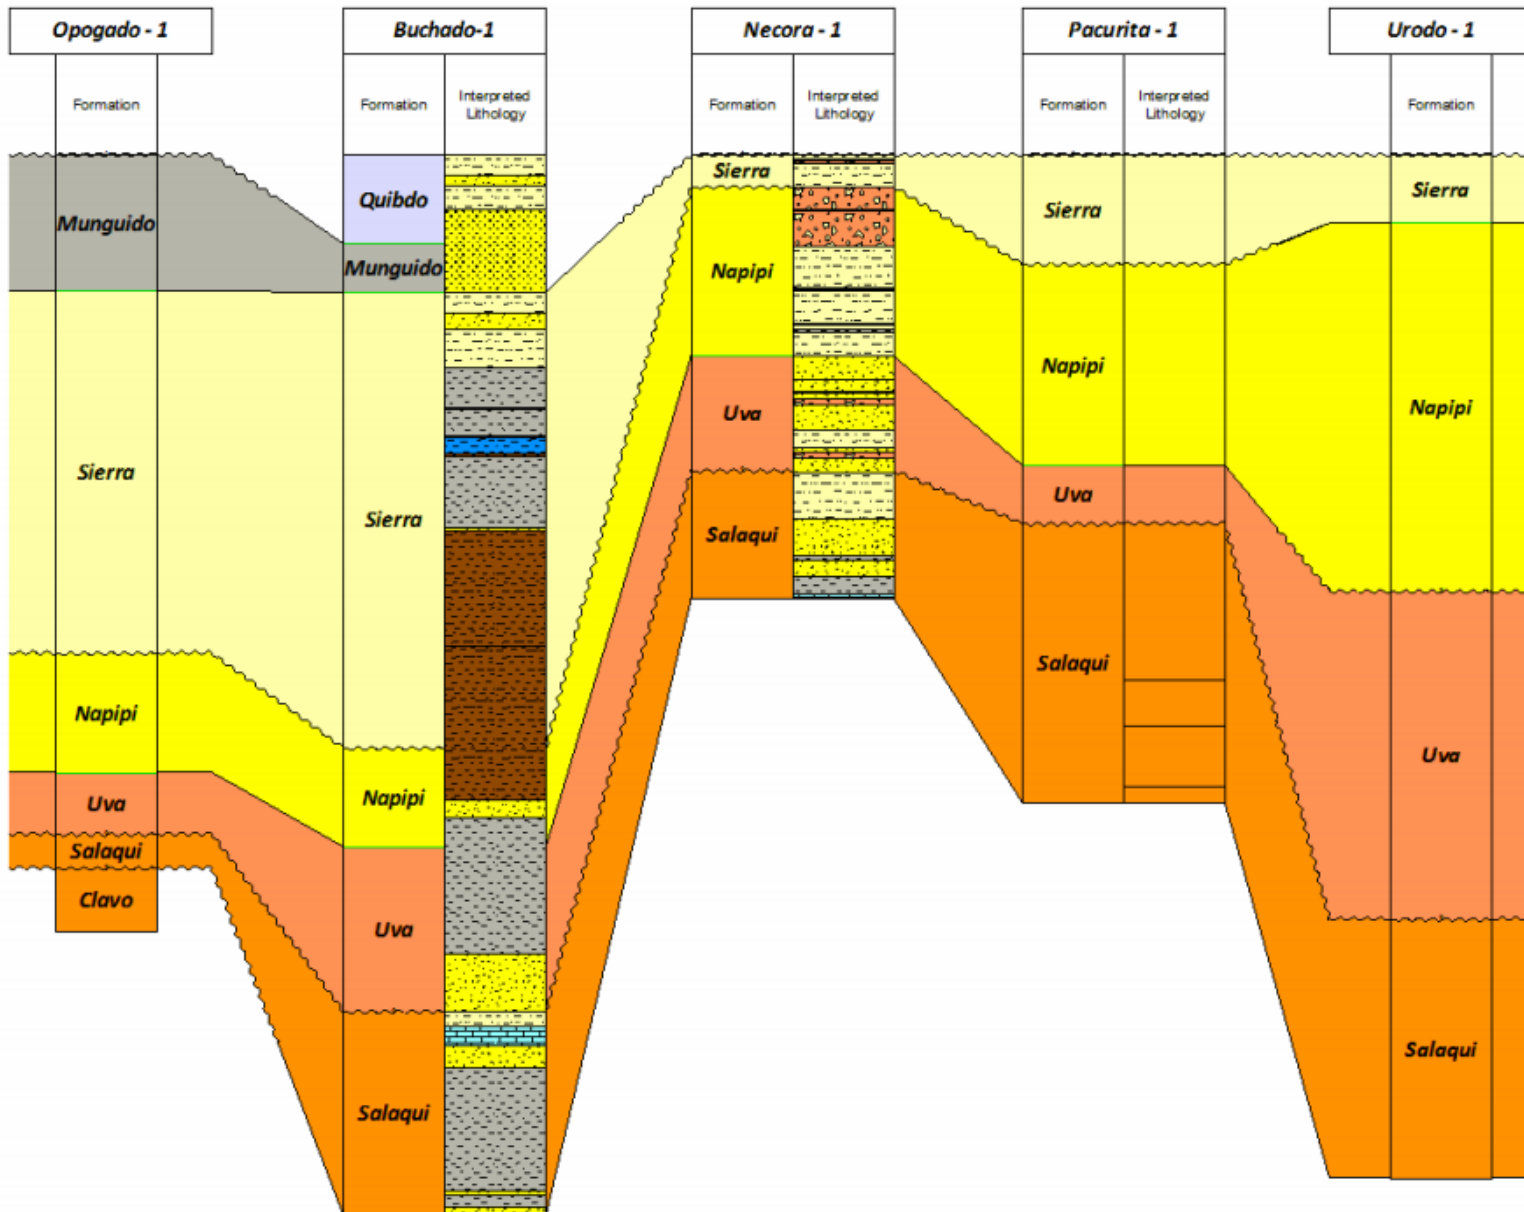 Opogado - 1
Buchado-1
Necora - 1
Pacurita - 1
Urodo - 1
Formation
Formation
Interpreted
Lithology
Formation
Interpreted
Lithology
Formation
Interpreted
Lithology
Formation
Munguido
Sierra
Napipi
Uva
Salaqui
Clavo
Quibdo
Munguido
Sierra
Napipi
Uva
Salaqui
Sierra
Napipi
Uva
Salaqui
Sierra
Napipi
Uva
Salaqui
Sierra
Napipi
Uva
Salaqui